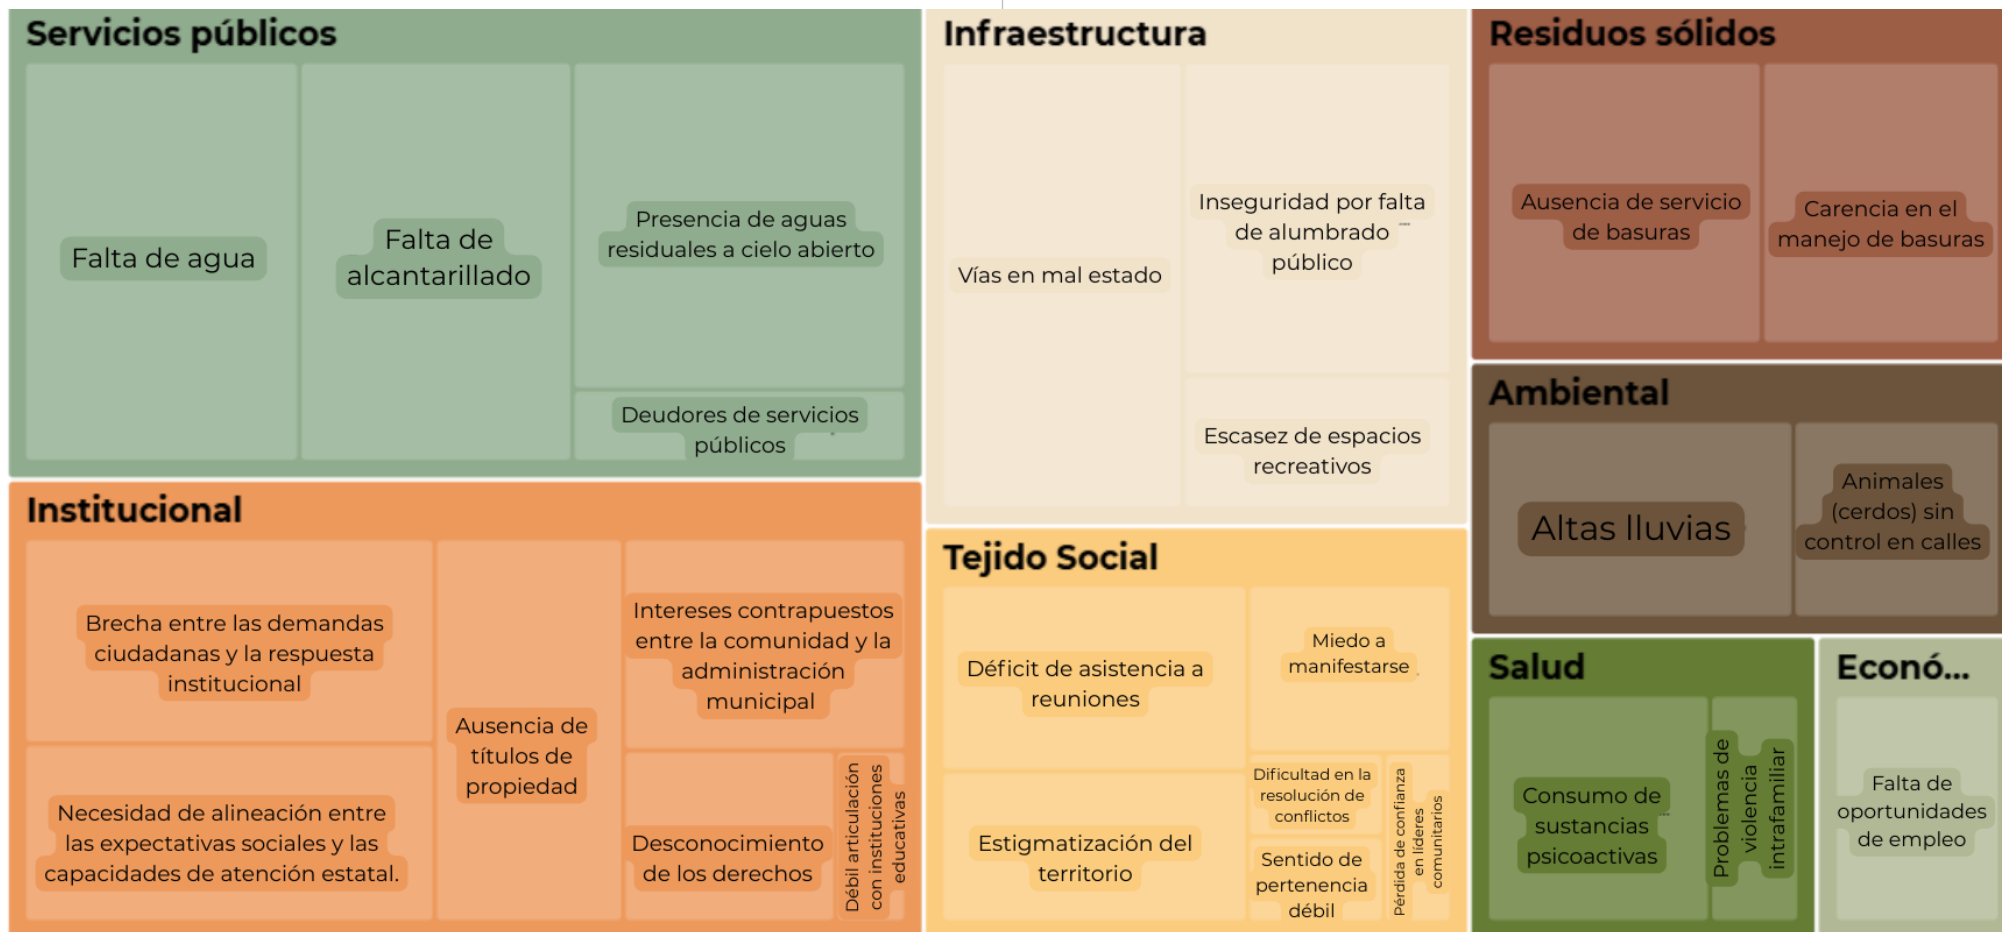 Servicios públicos
Falta de agua
Falta de
alcantarillado
Presencia de aguas
residuales a cielo abierto
Deudores de servicios
públicos
Infraestructura
Vías en mal estado
Inseguridad por falta
de alumbrado
público
Escasez de espacios
recreativos
Residuos sólidos
Ausencia de servicio
de basuras
Carencia en el
manejo de basuras
Ambiental
Altas lluvias
Animales
(cerdos) sin
control en calles
Institucional
Brecha entre las demandas
ciudadanas y la respuesta
institucional
Necesidad de alineación entre
las expectativas sociales y las
capacidades de atención estatal.
Ausencia de
títulos de
propiedad
Intereses contrapuestos
entre la comunidad y la
administración
municipal
Desconocimiento
de los derechos
Débil articulación
con instituciones
educativas
Tejido Social
Déficit de asistencia a
reuniones
Estigmatización del
territorio
Miedo a
manifestarse
Dificultad en la
resolución de
conflictos
Sentido de
pertenencia
débil
Pérdida de confianza
en líderes
comunitarios
Salud
Consumo de
sustancias
psicoactivas
Problemas de
violencia
intrafamiliar
Econó...
Falta de
oportunidades
de empleo